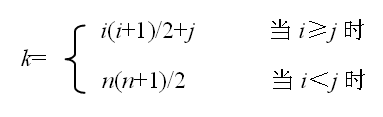 i(i+1)/2+j 当 i≥j 时
k=
n(n+1)/2 当 i<j 时